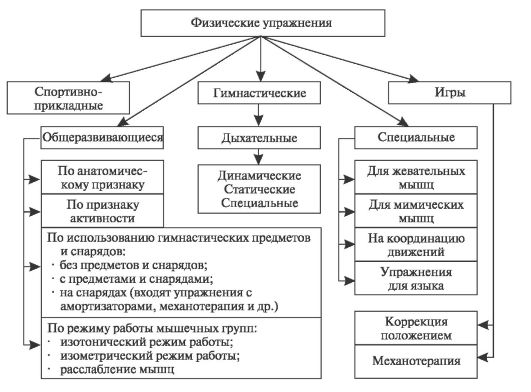 Физические упражнения
Спортивно-
прикладные
Гимнастические
Игры
Общеразвивающиеся
Дыхательные
Специальные
По анатомичес-
кому признаку
По признаку
активности
По использованию гимнастических предметов
и снарядов:
· без предметов и снарядов;
· с предметами и снарядами;
· на снарядах (входят упражнения с
амортизаторами, механотерапия и др.)
По режиму работы мышечных групп:
· изотонический режим работы;
· изометрический режим работы;
· расслабление мышц
Динамические
Статические
Специальные
Для жевательных
мышц
Для мимических
мышц
На координацию
движений
Упражнения
для языка
Коррекция
положением
Механотерапия